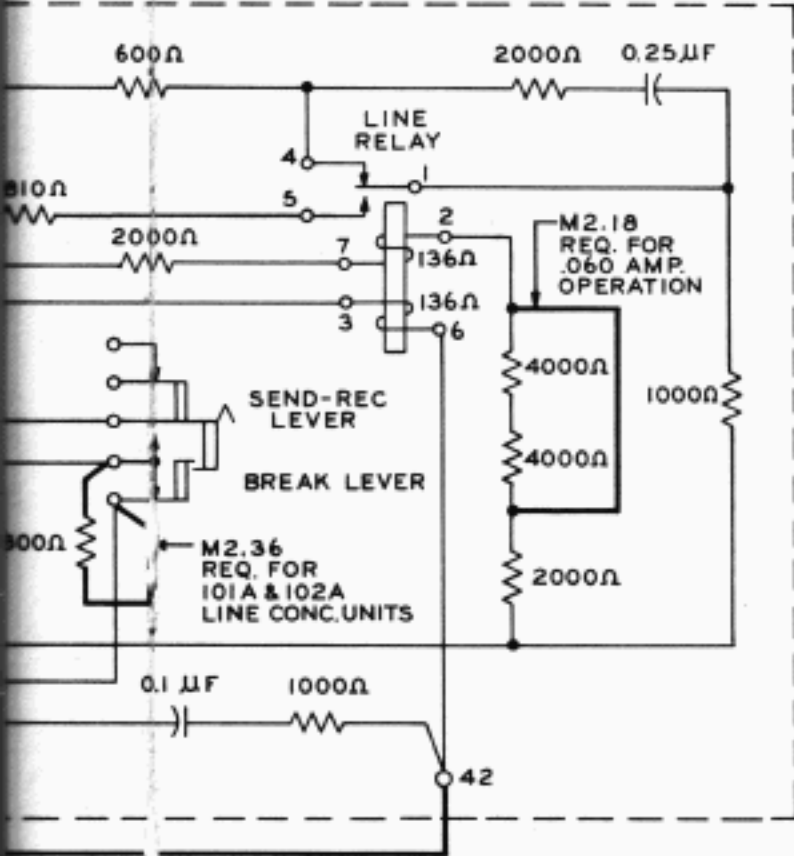 600Ω
2000Ω
0.25µF
LINE
RELAY
4
1
5
2000Ω
7
2
136Ω
136Ω
3
6
M2.18
REQ. FOR
.060 AMP.
OPERATION
4000Ω
4000Ω
1000Ω
SEND-REC
LEVER
BREAK LEVER
M2.36
REQ. FOR
101A & 102A
LINE CONC. UNITS
2000Ω
0.1 µF
1000Ω
42